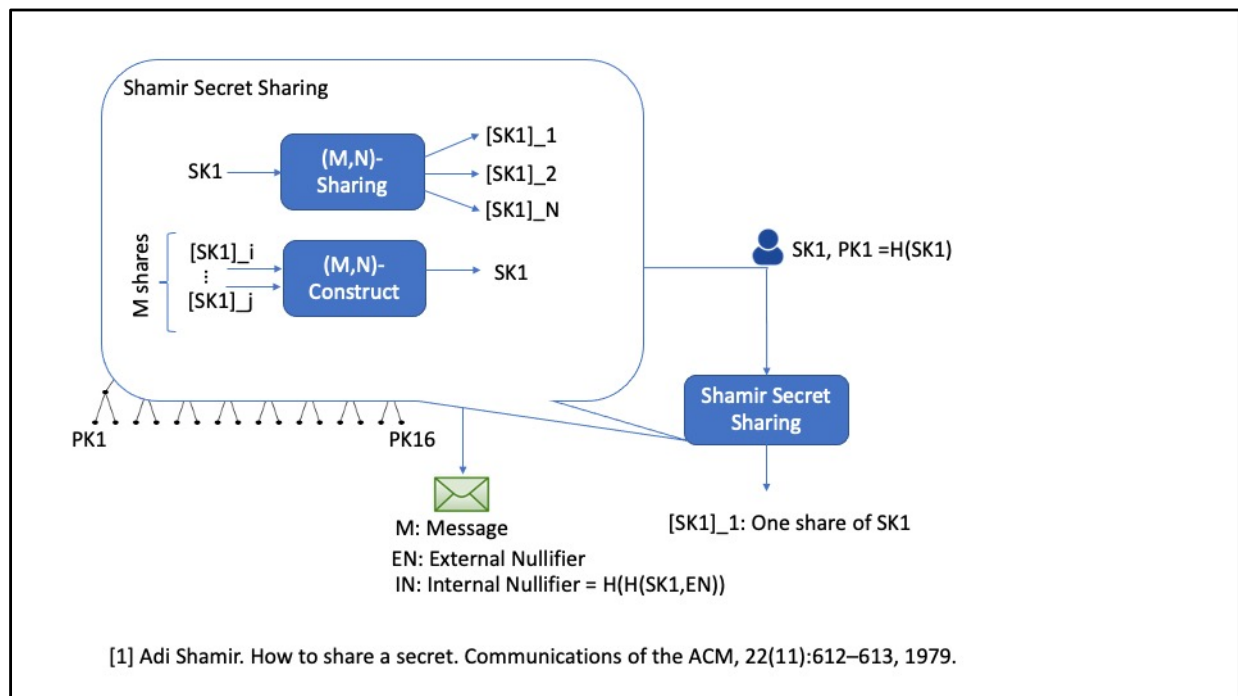 Shamir Secret Sharing
SK1
(M,N)-
Sharing
[SK1]_1
[SK1]_2
[SK1]_N
M shares
[SK1]_i
⋮
[SK1]_j
(M,N)-
Construct
SK1
SK1, PK1 =H(SK1)
Shamir Secret
Sharing
PK1
PK16
M: Message
EN: External Nullifier
IN: Internal Nullifier = H(H(SK1,EN))
[SK1]_1: One share of SK1
[1] Adi Shamir. How to share a secret. Communications of the ACM, 22(11):612–613, 1979.